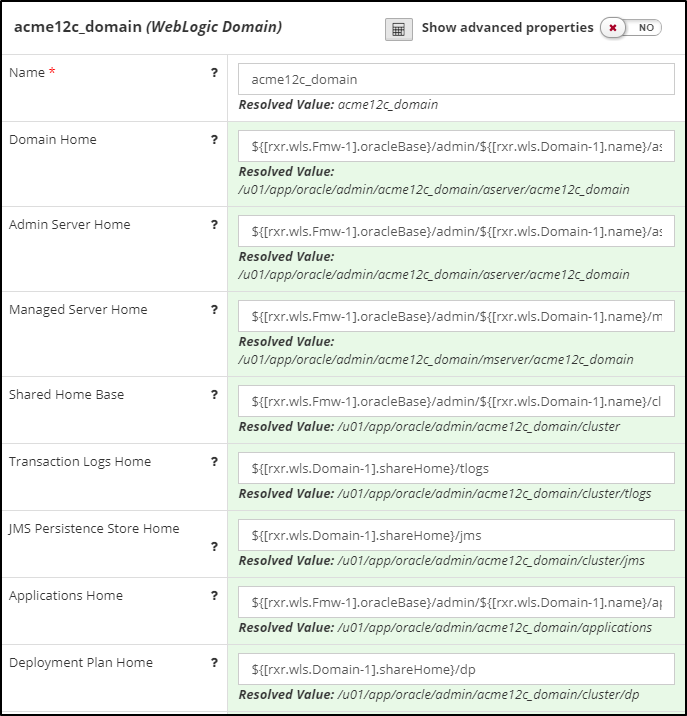 acme12c_domain (WebLogic Domain) Show advanced properties NO
Name * ?
acme12c_domain
Resolved Value: acme12c_domain
Domain Home ?
${[rxr.wls.Fmw-1].oracleBase}/admin/${[rxr.wls.Domain-1].name}/as
Resolved Value:
/u01/app/oracle/admin/acme12c_domain/aserver/acme12c_domain
Admin Server Home ?
${[rxr.wls.Fmw-1].oracleBase}/admin/${[rxr.wls.Domain-1].name}/as
Resolved Value:
/u01/app/oracle/admin/acme12c_domain/aserver/acme12c_domain
Managed Server Home ?
${[rxr.wls.Fmw-1].oracleBase}/admin/${[rxr.wls.Domain-1].name}/m
Resolved Value:
/u01/app/oracle/admin/acme12c_domain/mserver/acme12c_domain
Shared Home Base ?
${[rxr.wls.Fmw-1].oracleBase}/admin/${[rxr.wls.Domain-1].name}/cl
Resolved Value: /u01/app/oracle/admin/acme12c_domain/cluster
Transaction Logs Home ?
${[rxr.wls.Domain-1].shareHome}/tlogs
Resolved Value: /u01/app/oracle/admin/acme12c_domain/cluster/tlogs
JMS Persistence Store Home ?
${[rxr.wls.Domain-1].shareHome}/jms
Resolved Value: /u01/app/oracle/admin/acme12c_domain/cluster/jms
Applications Home ?
${[rxr.wls.Fmw-1].oracleBase}/admin/${[rxr.wls.Domain-1].name}/ap
Resolved Value: /u01/app/oracle/admin/acme12c_domain/applications
Deployment Plan Home ?
${[rxr.wls.Domain-1].shareHome}/dp
Resolved Value: /u01/app/oracle/admin/acme12c_domain/cluster/dp